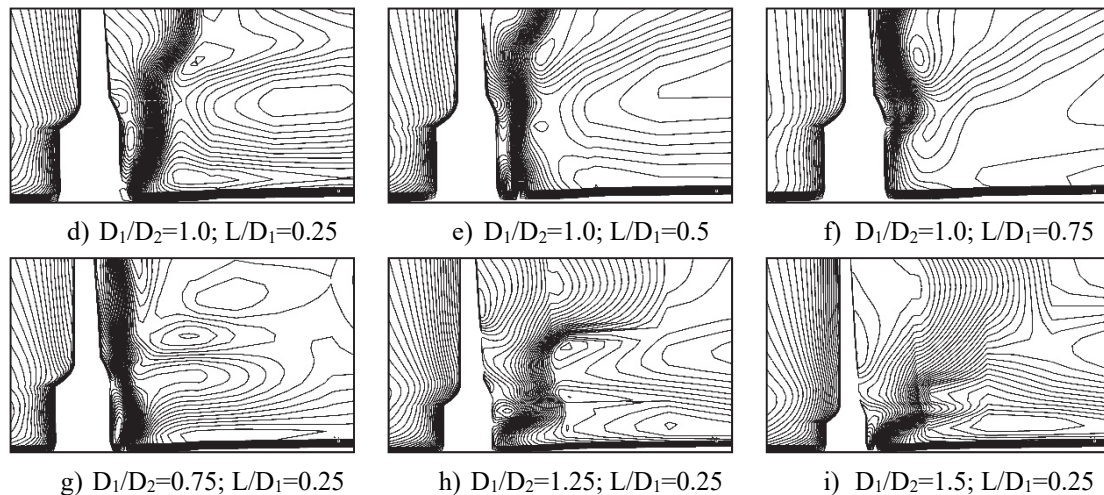 d) D₁/D₂=1.0; L/D₁=0.25
e) D₁/D₂=1.0; L/D₁=0.5
f) D₁/D₂=1.0; L/D₁=0.75
g) D₁/D₂=0.75; L/D₁=0.25
h) D₁/D₂=1.25; L/D₁=0.25
i) D₁/D₂=1.5; L/D₁=0.25